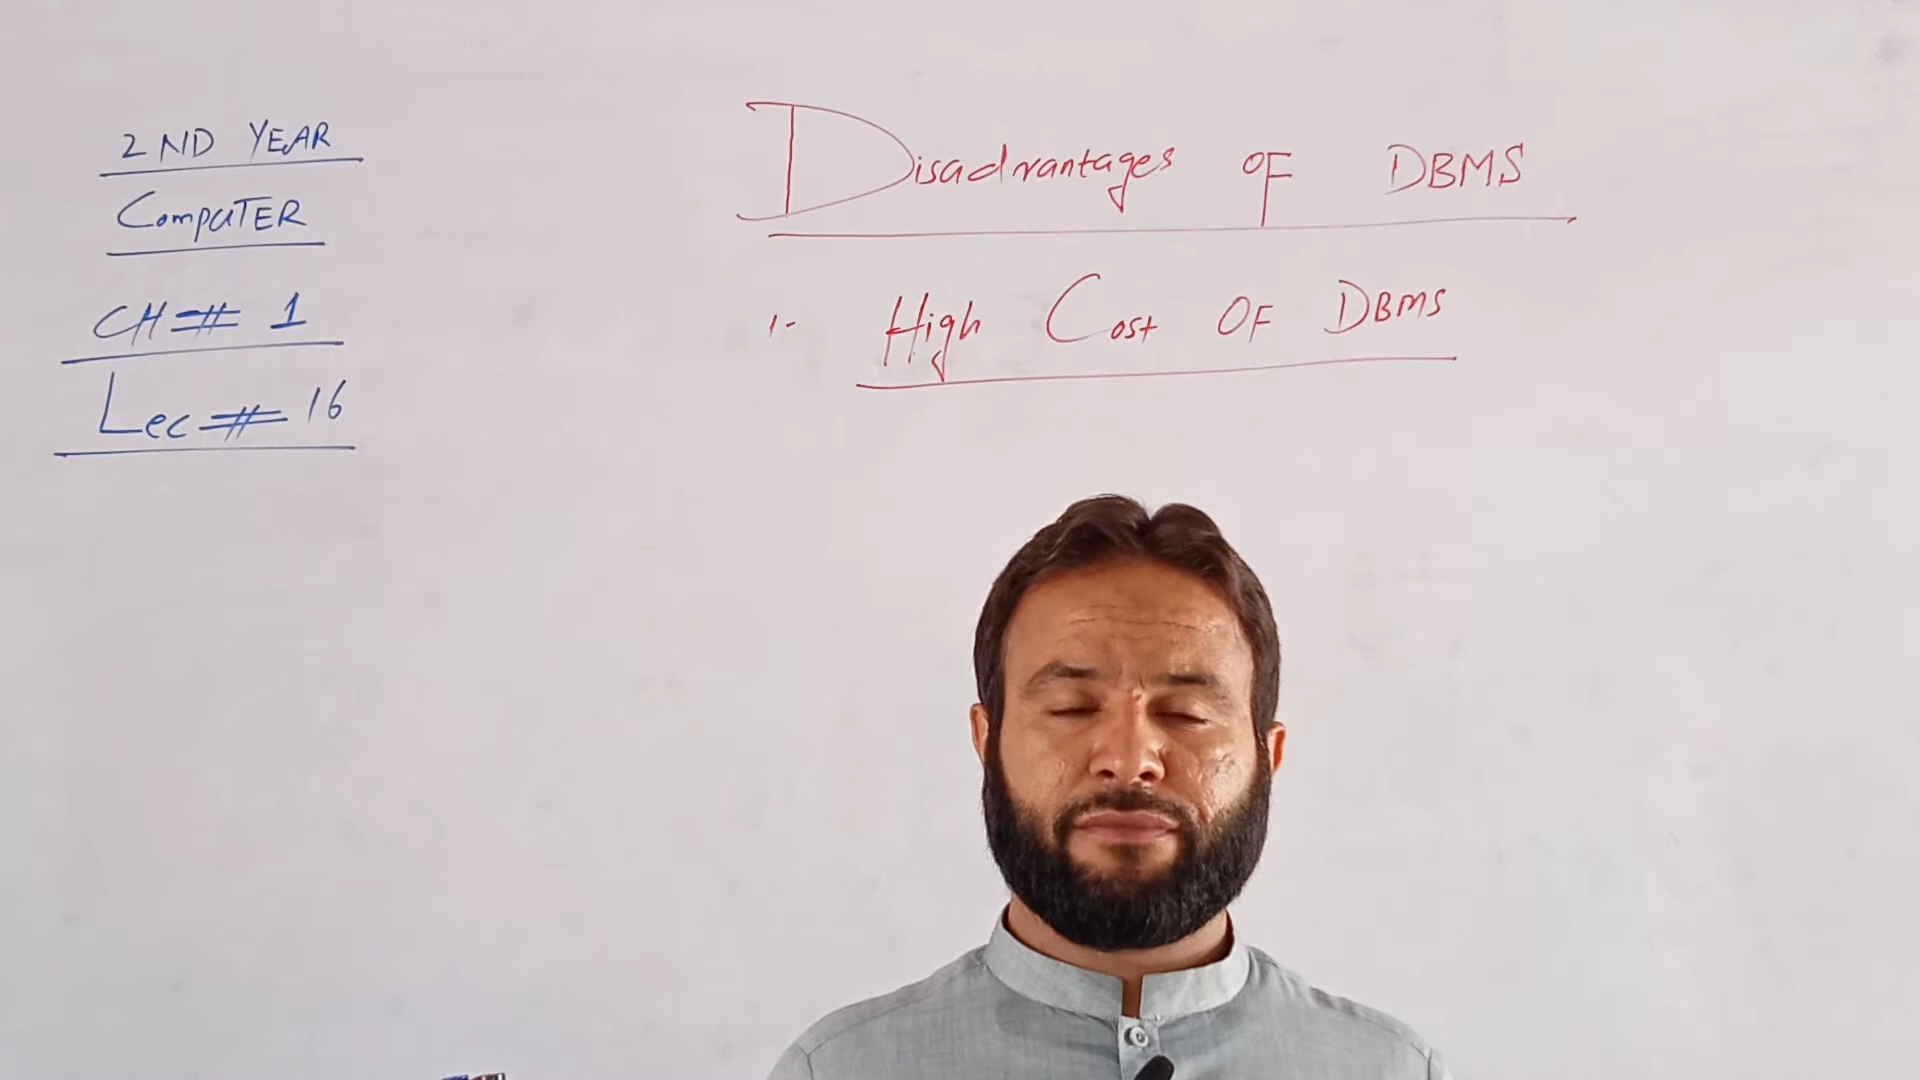 2ND YEAR
COMPUTER
CH# 1
Lec# 16
Disadvantages OF DBMS
1- High Cost OF DBMS